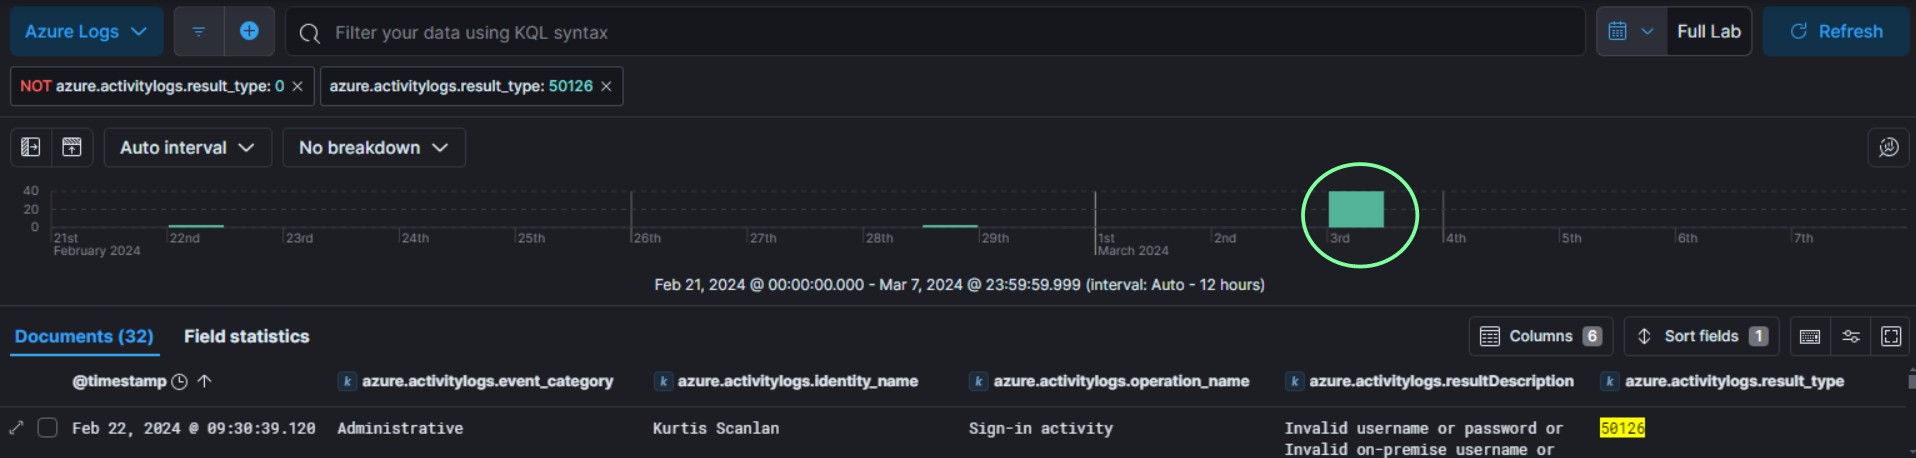 Azure Logs
Filter your data using KQL syntax
Full Lab
Refresh
NOT azure.activitylogs.result_type: 0
azure.activitylogs.result_type: 50126
Auto interval
No breakdown
40
20
0
21st
22nd
23rd
24th
25th
26th
27th
28th
29th
1st
2nd
3rd
4th
5th
6th
7th
February 2024
March 2024
Feb 21, 2024 @ 00:00:00.000 - Mar 7, 2024 @ 23:59:59.999 (interval: Auto - 12 hours)
Documents (32)
Field statistics
Columns 6
Sort fields 1
@timestamp
k azure.activitylogs.event_category
k azure.activitylogs.identity_name
k azure.activitylogs.operation_name
k azure.activitylogs.resultDescription
k azure.activitylogs.result_type
Feb 22, 2024 @ 09:30:39.120
Administrative
Kurtis Scanlan
Sign-in activity
Invalid username or password or
Invalid on-premise username or
50126